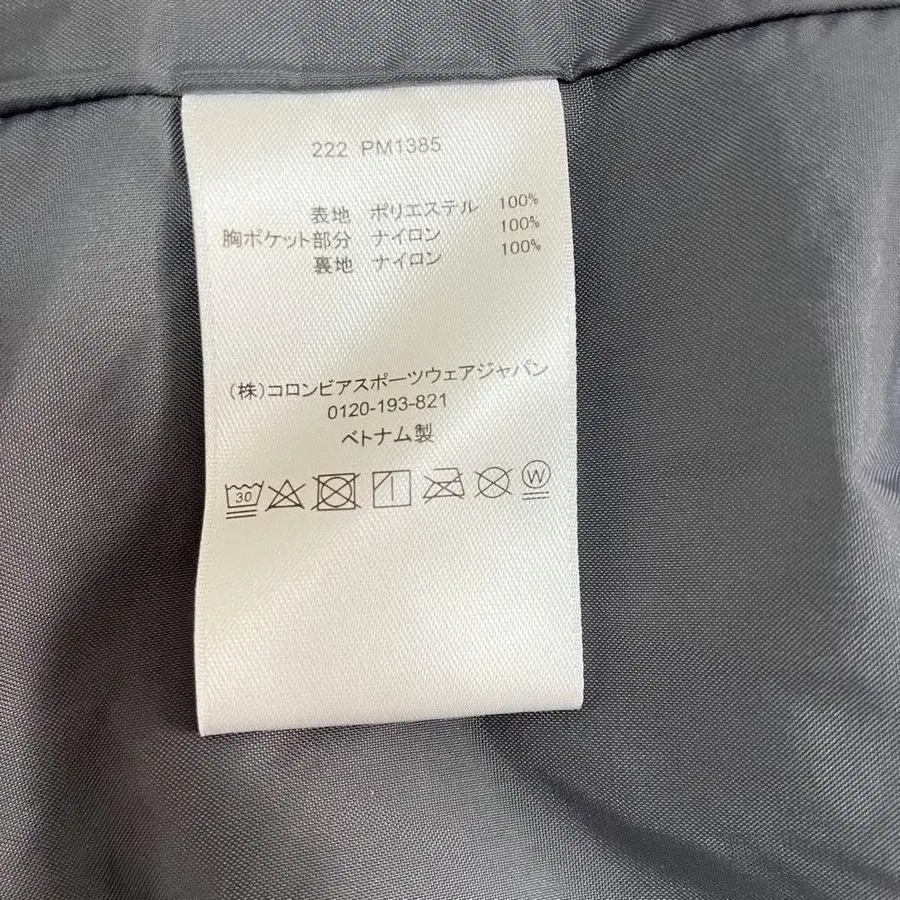 222 PM1385
表地 ポリエステル 100%
胸ポケット部分 ナイロン 100%
裏地 ナイロン 100%
(株)コロンビアスポーツウェアジャパン
0120-193-821
ベトナム製
30 W